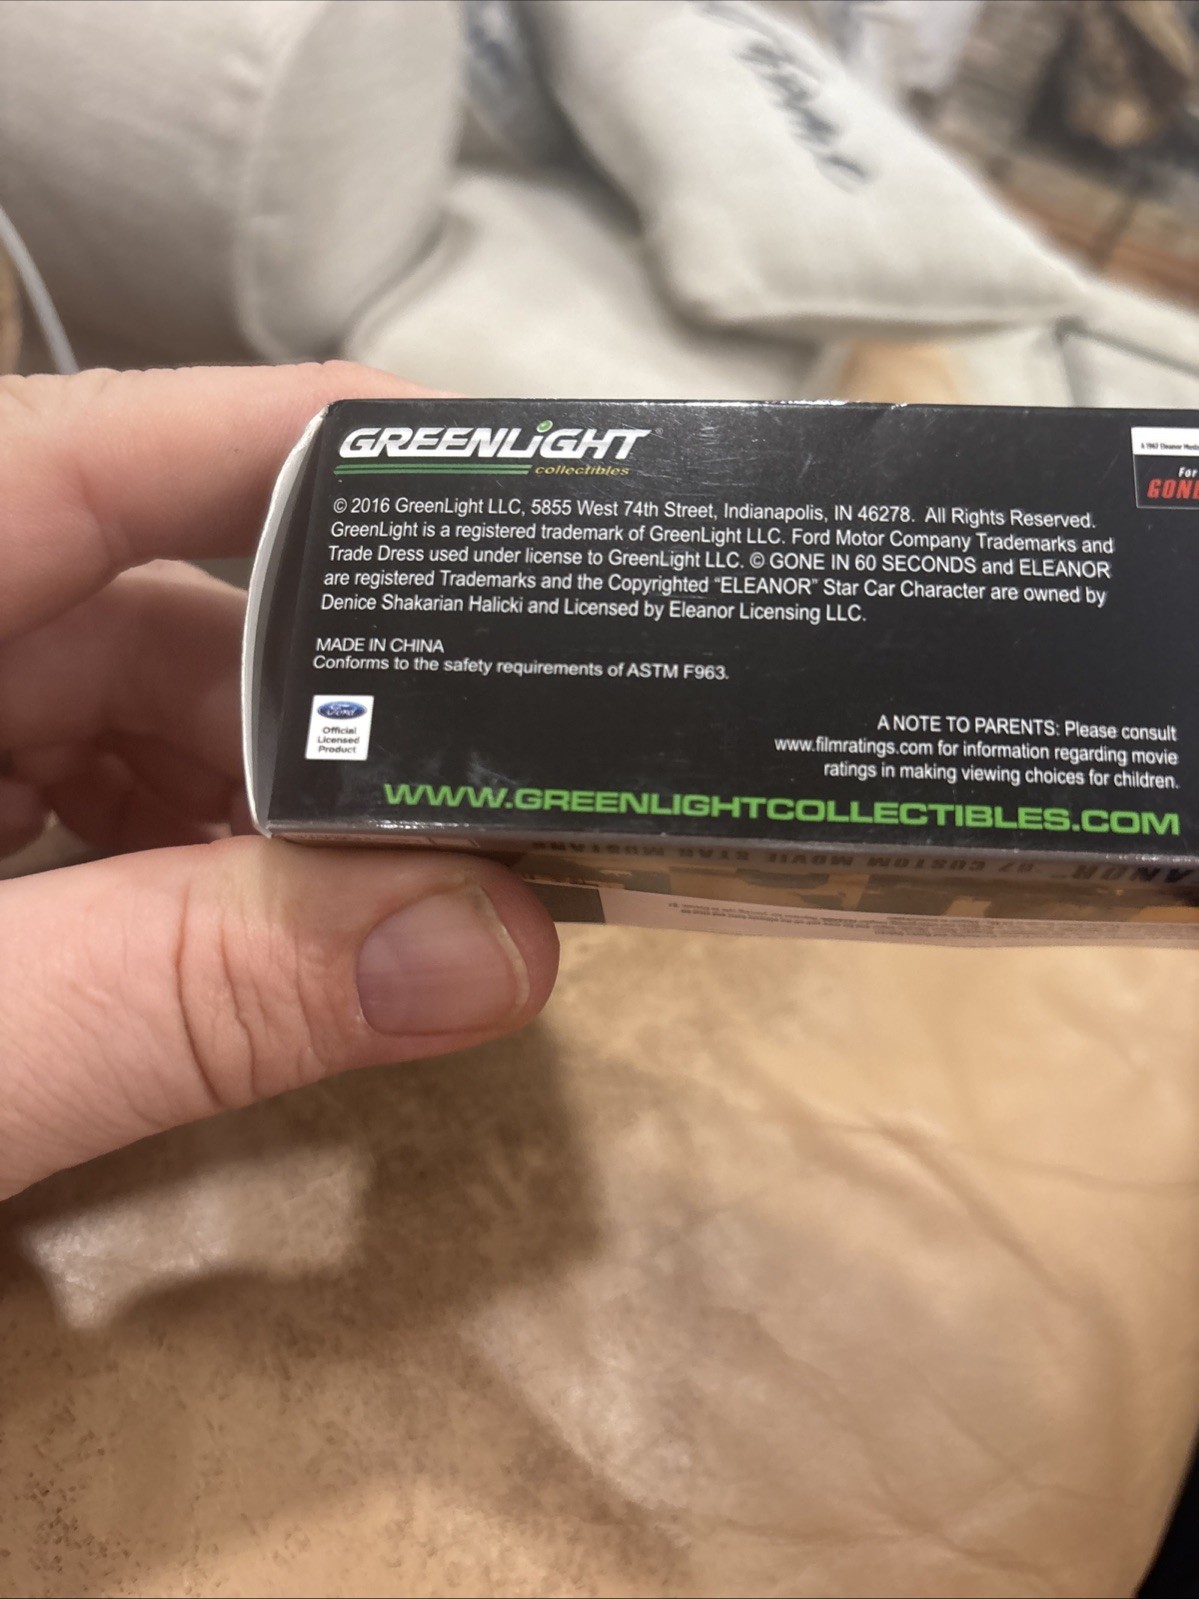 GREENLiGHT®
collectibles
© 2016 GreenLight LLC, 5855 West 74th Street, Indianapolis, IN 46278. All Rights Reserved.
GreenLight is a registered trademark of GreenLight LLC. Ford Motor Company Trademarks and
Trade Dress used under license to GreenLight LLC. © GONE IN 60 SECONDS and ELEANOR
are registered Trademarks and the Copyrighted “ELEANOR” Star Car Character are owned by
Denice Shakarian Halicki and Licensed by Eleanor Licensing LLC.
MADE IN CHINA
Conforms to the safety requirements of ASTM F963.
Ford
Official
Licensed
Product
A NOTE TO PARENTS: Please consult
www.filmratings.com for information regarding movie
ratings in making viewing choices for children.
WWW.GREENLIGHTCOLLECTIBLES.COM
For
GONE
CUSTOM MOVIE STAR MUSTANG